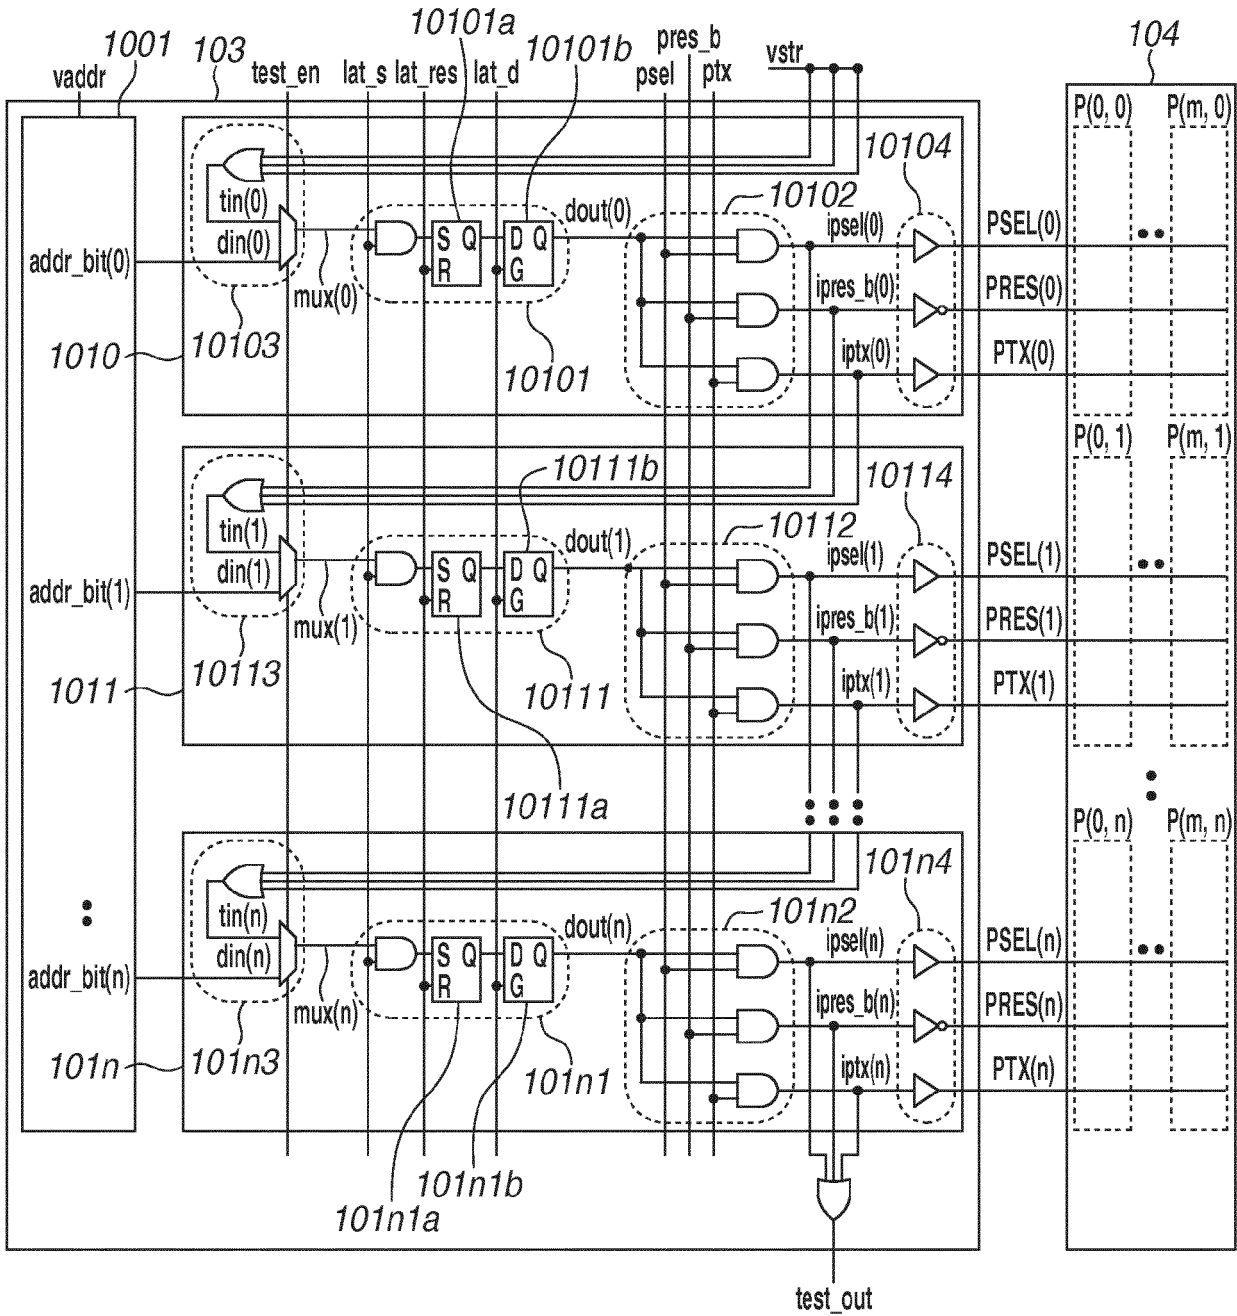 10101a
10101b
pres_b
vstr
104
1001
103
vaddr
test_en
lat_s
lat_res
lat_d
psel
ptx
P(0, 0)
P(m, 0)
10104
tin(0)
din(0)
addr_bit(0)
mux(0)
S Q
R
D Q
G
dout(0)
10102
ipsel(0)
ipres_b(0)
iptx(0)
PSEL(0)
PRES(0)
PTX(0)
10103
1010
10101
P(0, 1)
P(m, 1)
10111b
10114
tin(1)
din(1)
addr_bit(1)
mux(1)
S Q
R
D Q
G
dout(1)
10112
ipsel(1)
ipres_b(1)
iptx(1)
PSEL(1)
PRES(1)
PTX(1)
10113
1011
10111
10111a
P(0, n)
P(m, n)
101n4
tin(n)
din(n)
addr_bit(n)
mux(n)
S Q
R
D Q
G
dout(n)
101n2
ipsel(n)
ipres_b(n)
iptx(n)
PSEL(n)
PRES(n)
PTX(n)
101n3
101n
101n1
101n1b
101n1a
test_out